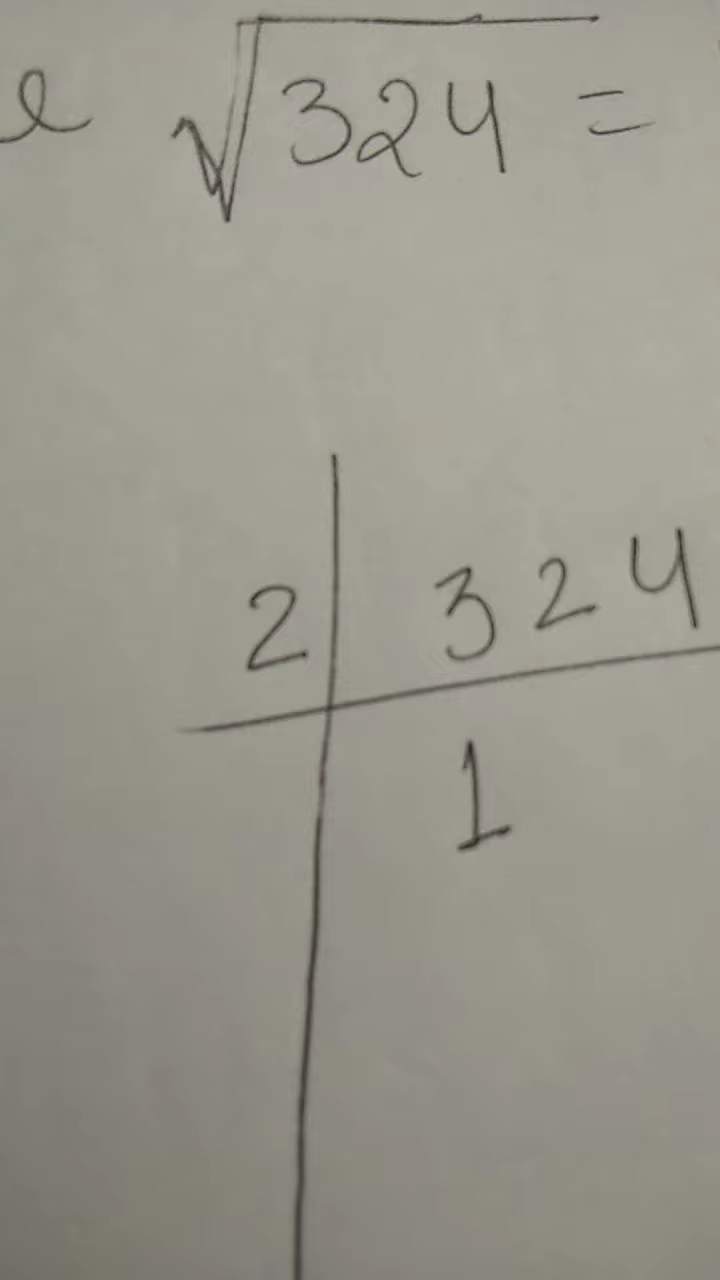 e √324 =
2 | 324
1